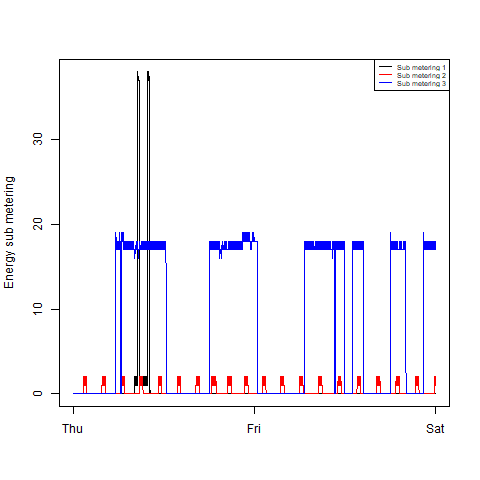 Sub metering 1
Sub metering 2
Sub metering 3
Energy sub metering
30
20
10
0
Thu
Fri
Sat